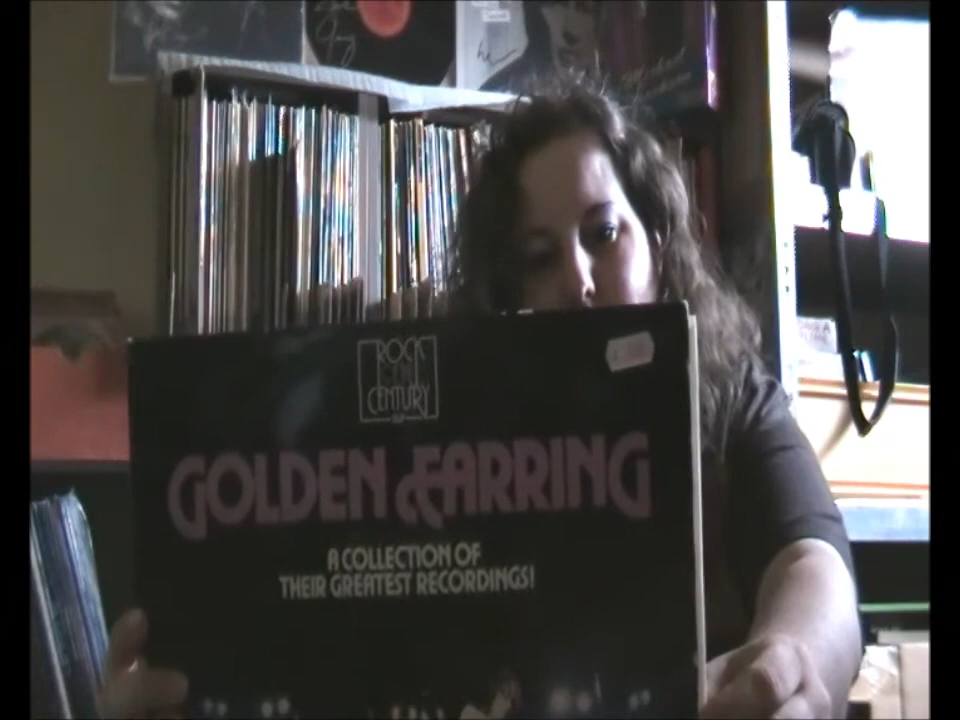 ROCK
OF THE
CENTURY
GOLDEN EARRING
A COLLECTION OF
THEIR GREATEST RECORDINGS!